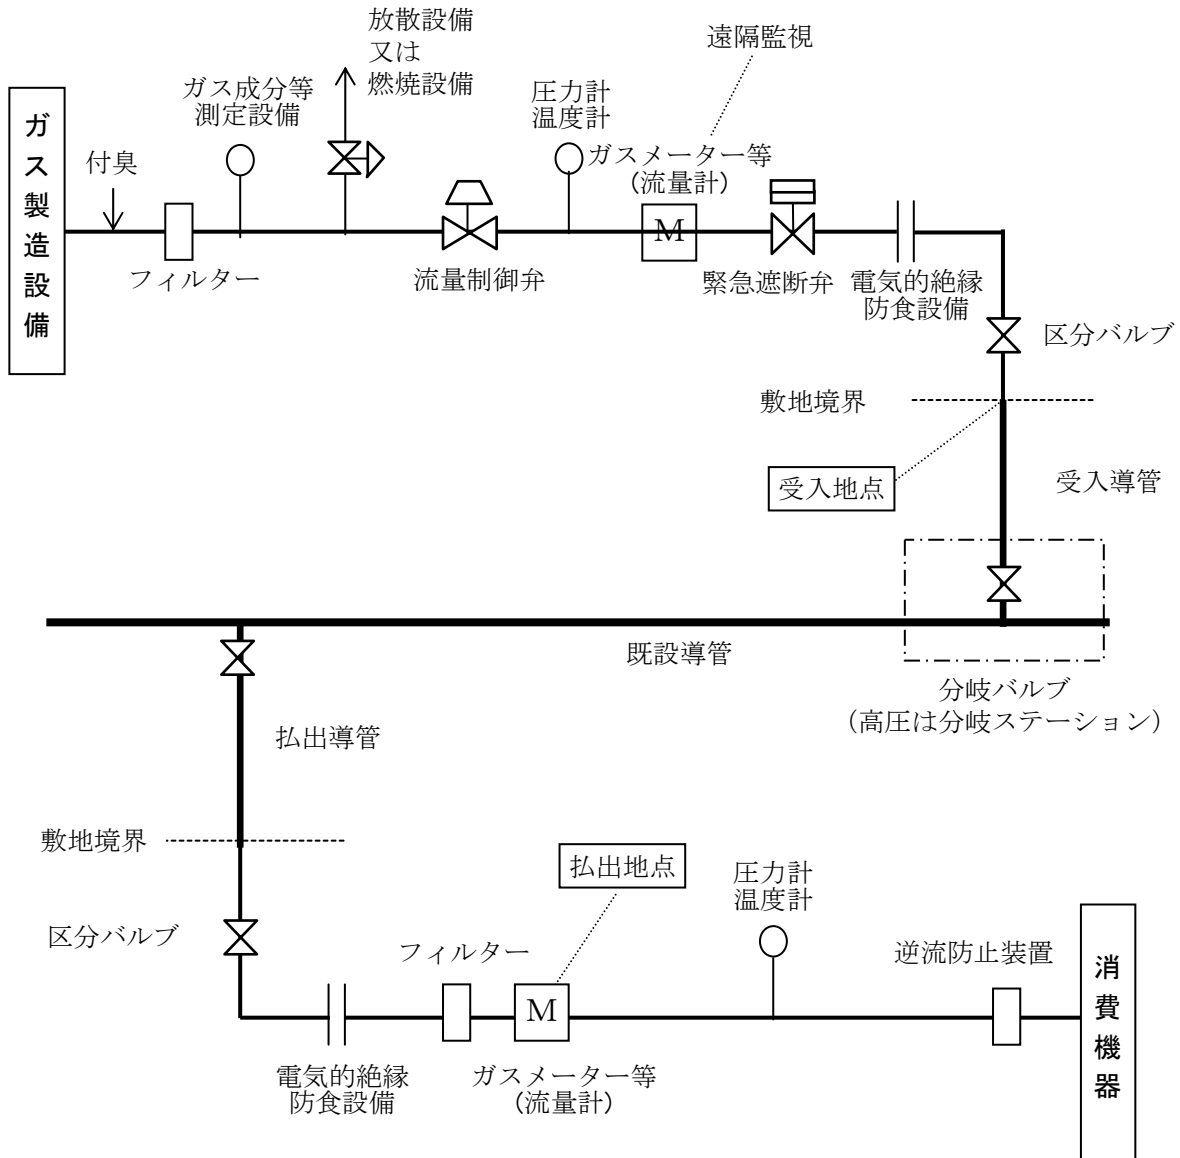 放散設備
又は
燃焼設備
遠隔監視
ガス成分等
測定設備
圧力計
温度計
ガス製造設備
付臭
ガスメーター等
(流量計)
M
フィルター
流量制御弁
緊急遮断弁
電気的絶縁
防食設備
区分バルブ
敷地境界
受入地点
受入導管
既設導管
分岐バルブ
（高圧は分岐ステーション）
払出導管
敷地境界
払出地点
圧力計
温度計
区分バルブ
フィルター
逆流防止装置
消費機器
M
電気的絶縁
防食設備
ガスメーター等
(流量計)